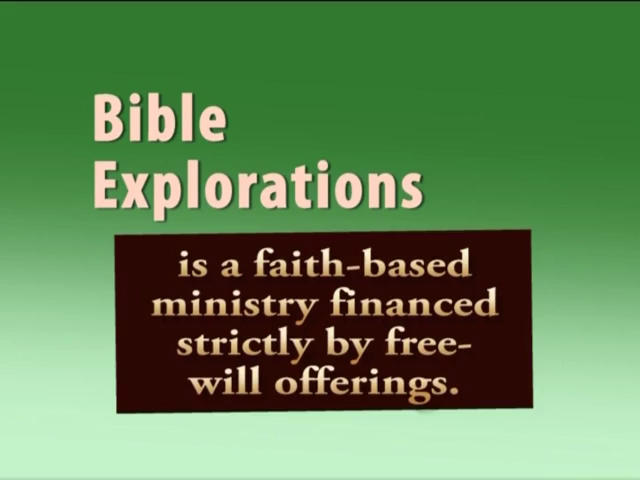 Bible
Explorations
is a faith-based
ministry financed
strictly by free-
will offerings.